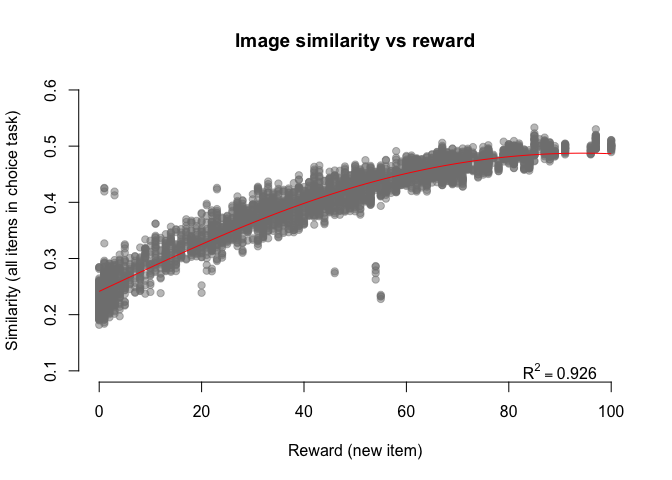 Image similarity vs reward
Similarity (all items in choice task)
0.6
0.5
0.4
0.3
0.2
0.1
R² = 0.926
0 20 40 60 80 100
Reward (new item)